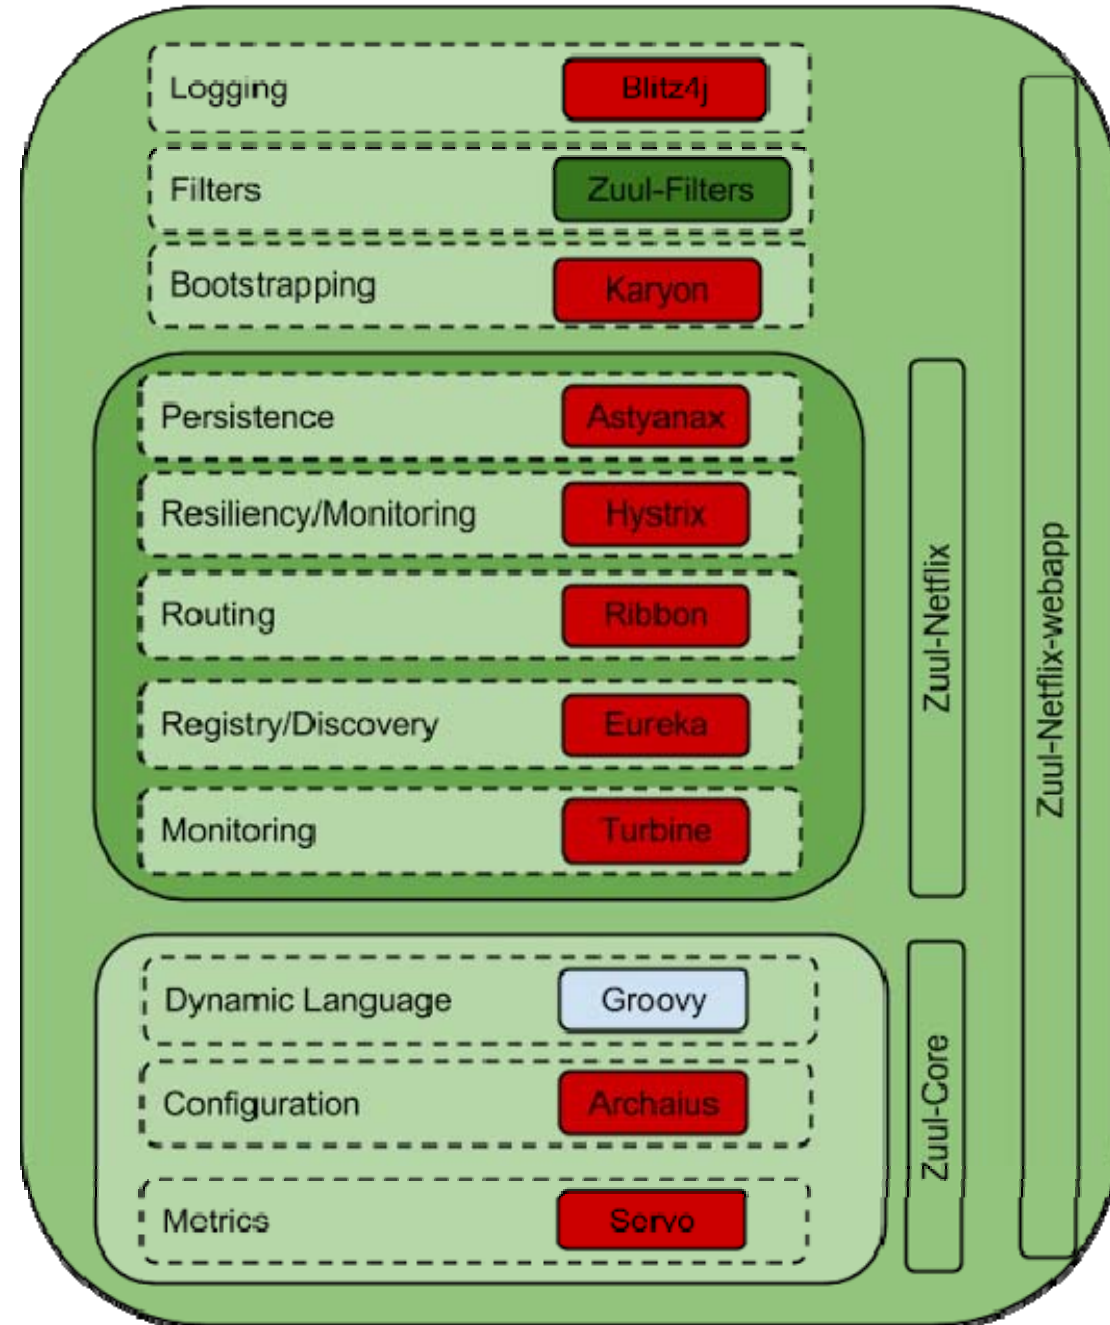 Logging Blitz4j
Filters Zuul-Filters
Bootstrapping Karyon
Persistence Astyanax
Resiliency/Monitoring Hystrix
Routing Ribbon
Registry/Discovery Eureka
Monitoring Turbine
Zuul-Netflix
Zuul-Netflix-webapp
Dynamic Language Groovy
Configuration Archaius
Metrics Servo
Zuul-Core